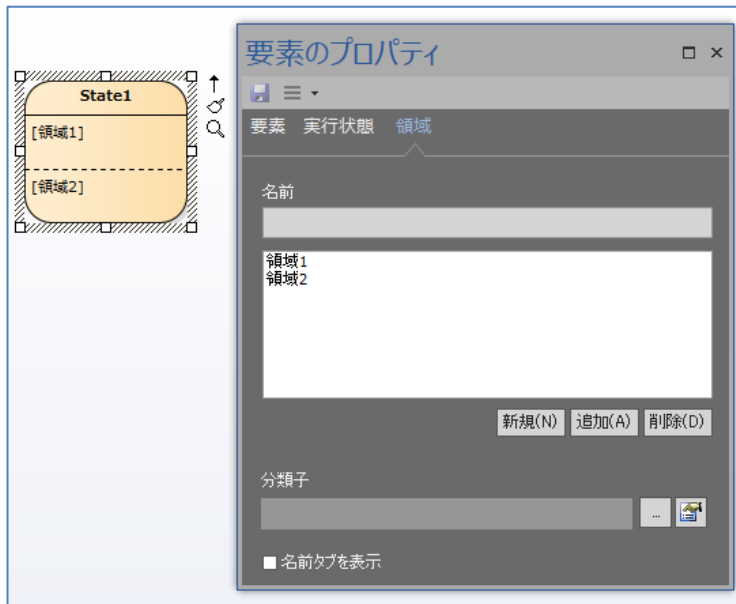 State1
[領域1]
[領域2]
要素のプロパティ
要素 実行状態 領域
名前
領域1
領域2
新規(N) 追加(A) 削除(D)
分類子
...
名前タブを表示